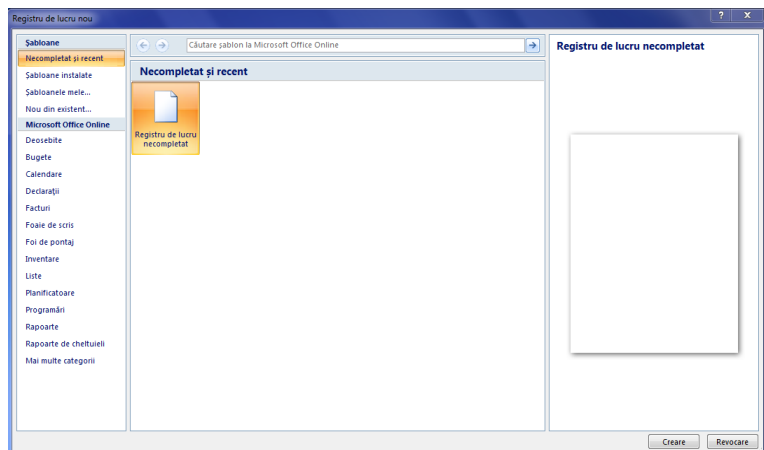 Registru de lucru nou
Șabloane
Necompletat și recent
Șabloane instalate
Șabloanele mele...
Nou din existent...
Microsoft Office Online
Deosebite
Bugete
Calendare
Declarații
Facturi
Foaie de scris
Foi de pontaj
Inventare
Liste
Planificatoare
Programări
Rapoarte
Rapoarte de cheltuieli
Mai multe categorii
Căutare șablon la Microsoft Office Online
Necompletat și recent
Registru de lucru
necompletat
Registru de lucru necompletat
Creare
Revocare